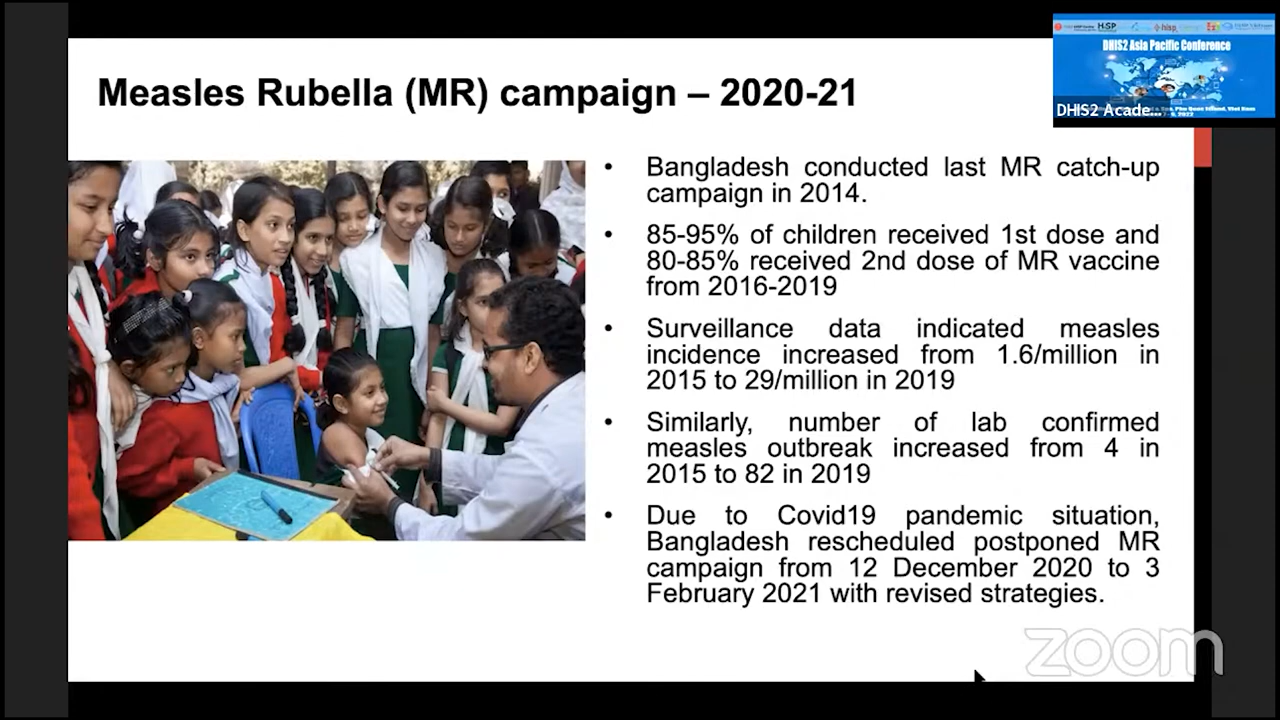 Measles Rubella (MR) campaign – 2020-21
DHIS2 Asia Pacific Conference
DHIS2 Acade...
• Bangladesh conducted last MR catch-up
campaign in 2014.
• 85-95% of children received 1st dose and
80-85% received 2nd dose of MR vaccine
from 2016-2019
• Surveillance data indicated measles
incidence increased from 1.6/million in
2015 to 29/million in 2019
• Similarly, number of lab confirmed
measles outbreak increased from 4 in
2015 to 82 in 2019
• Due to Covid19 pandemic situation,
Bangladesh rescheduled postponed MR
campaign from 12 December 2020 to 3
February 2021 with revised strategies.
zoom